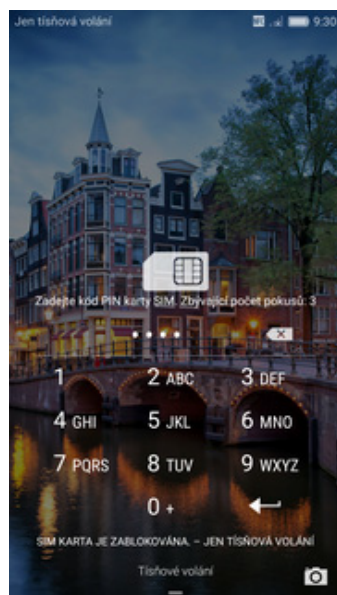 Jen tísňová volání 9:30
Zadejte kód PIN karty SIM. Zbývající počet pokusů: 3
1 2 ABC 3 DEF
4 GHI 5 JKL 6 MNO
7 PQRS 8 TUV 9 WXYZ
0 +
SIM KARTA JE ZABLOKOVÁNA. – JEN TÍSŇOVÁ VOLÁNÍ
Tísňové volání